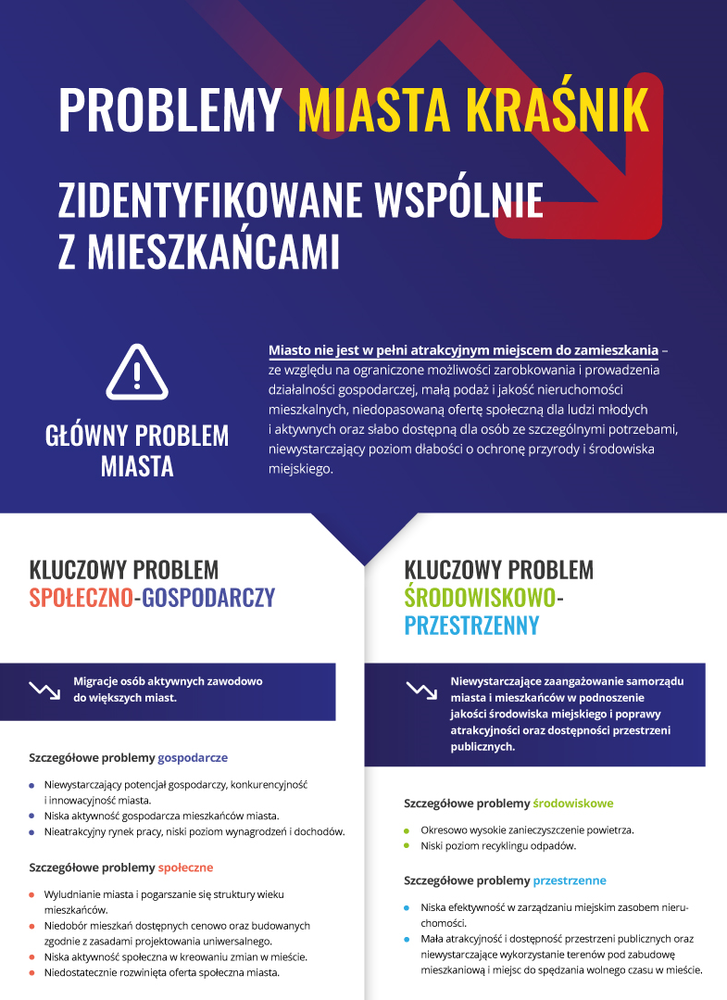 PROBLEMY MIASTA KRAŚNIK
ZIDENTYFIKOWANE WSPÓLNIE
Z MIESZKAŃCAMI
GŁÓWNY PROBLEM
MIASTA
Miasto nie jest w pełni atrakcyjnym miejscem do zamieszkania –
ze względu na ograniczone możliwości zarobkowania i prowadzenia
działalności gospodarczej, małą podaż i jakość nieruchomości
mieszkalnych, niedopasowaną ofertę społeczną dla ludzi młodych
i aktywnych oraz słabo dostępną dla osób ze szczególnymi potrzebami,
niewystarczający poziom dłabości o ochronę przyrody i środowiska
miejskiego.
KLUCZOWY PROBLEM
SPOŁECZNO-GOSPODARCZY
Migracje osób aktywnych zawodowo
do większych miast.
Szczegółowe problemy gospodarcze
Niewystarczający potencjał gospodarczy, konkurencyjność
i innowacyjność miasta.
Niska aktywność gospodarcza mieszkańców miasta.
Nieatrakcyjny rynek pracy, niski poziom wynagrodzeń i dochodów.
Szczegółowe problemy społeczne
Wyludnianie miasta i pogarszanie się struktury wieku
mieszkańców.
Niedobór mieszkań dostępnych cenowo oraz budowanych
zgodnie z zasadami projektowania uniwersalnego.
Niska aktywność społeczna w kreowaniu zmian w mieście.
Niedostatecznie rozwinięta oferta społeczna miasta.
KLUCZOWY PROBLEM
ŚRODOWISKOWO-
PRZESTRZENNY
Niewystarczające zaangażowanie samorządu
miasta i mieszkańców w podnoszenie
jakości środowiska miejskiego i poprawy
atrakcyjności oraz dostępności przestrzeni
publicznych.
Szczegółowe problemy środowiskowe
Okresowo wysokie zanieczyszczenie powietrza.
Niski poziom recyklingu odpadów.
Szczegółowe problemy przestrzenne
Niska efektywność w zarządzaniu miejskim zasobem nieru-
chomości.
Mała atrakcyjność i dostępność przestrzeni publicznych oraz
niewystarczające wykorzystanie terenów pod zabudowę
mieszkaniową i miejsc do spędzania wolnego czasu w mieście.